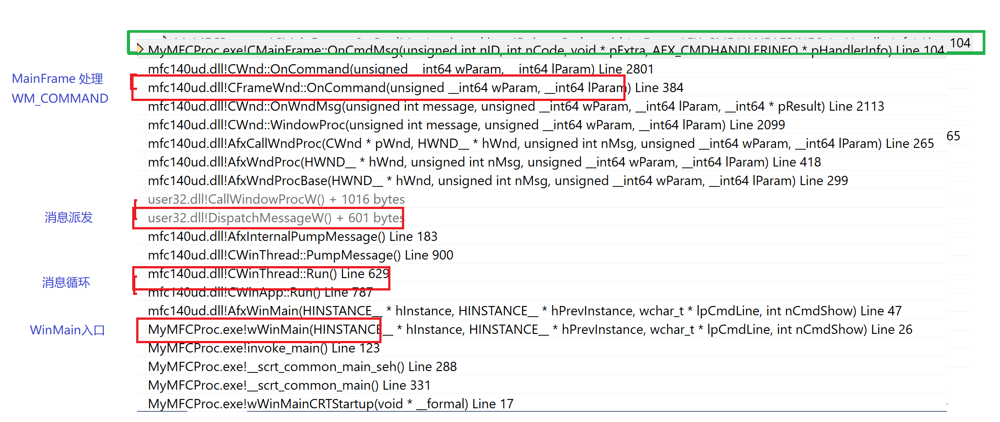 104
MyMFCProc.exe!CMainFrame::OnCmdMsg(unsigned int nID, int nCode, void * pExtra, AFX_CMDHANDLERINFO * pHandlerInfo) Line 104
mfc140ud.dll!CWnd::OnCommand(unsigned __int64 wParam, __int64 lParam) Line 2801
MainFrame 处理
WM_COMMAND
mfc140ud.dll!CFrameWnd::OnCommand(unsigned __int64 wParam, __int64 lParam) Line 384
mfc140ud.dll!CWnd::OnWndMsg(unsigned int message, unsigned __int64 wParam, __int64 lParam, __int64 * pResult) Line 2113
mfc140ud.dll!CWnd::WindowProc(unsigned int message, unsigned __int64 wParam, __int64 lParam) Line 2099
65
mfc140ud.dll!AfxCallWndProc(CWnd * pWnd, HWND__ * hWnd, unsigned int nMsg, unsigned __int64 wParam, __int64 lParam) Line 265
mfc140ud.dll!AfxWndProc(HWND__ * hWnd, unsigned int nMsg, unsigned __int64 wParam, __int64 lParam) Line 418
mfc140ud.dll!AfxWndProcBase(HWND__ * hWnd, unsigned int nMsg, unsigned __int64 wParam, __int64 lParam) Line 299
user32.dll!CallWindowProcW() + 1016 bytes
消息派发
user32.dll!DispatchMessageW() + 601 bytes
mfc140ud.dll!AfxInternalPumpMessage() Line 183
mfc140ud.dll!CWinThread::PumpMessage() Line 900
mfc140ud.dll!CWinThread::Run() Line 629
消息循环
mfc140ud.dll!CWinApp::Run() Line 787
mfc140ud.dll!AfxWinMain(HINSTANCE__ * hInstance, HINSTANCE__ * hPrevInstance, wchar_t * lpCmdLine, int nCmdShow) Line 47
WinMain入口
MyMFCProc.exe!wWinMain(HINSTANCE__ * hInstance, HINSTANCE__ * hPrevInstance, wchar_t * lpCmdLine, int nCmdShow) Line 26
MyMFCProc.exe!invoke_main() Line 123
MyMFCProc.exe!__scrt_common_main_seh() Line 288
MyMFCProc.exe!__scrt_common_main() Line 331
MyMFCProc.exe!wWinMainCRTStartup(void * __formal) Line 17